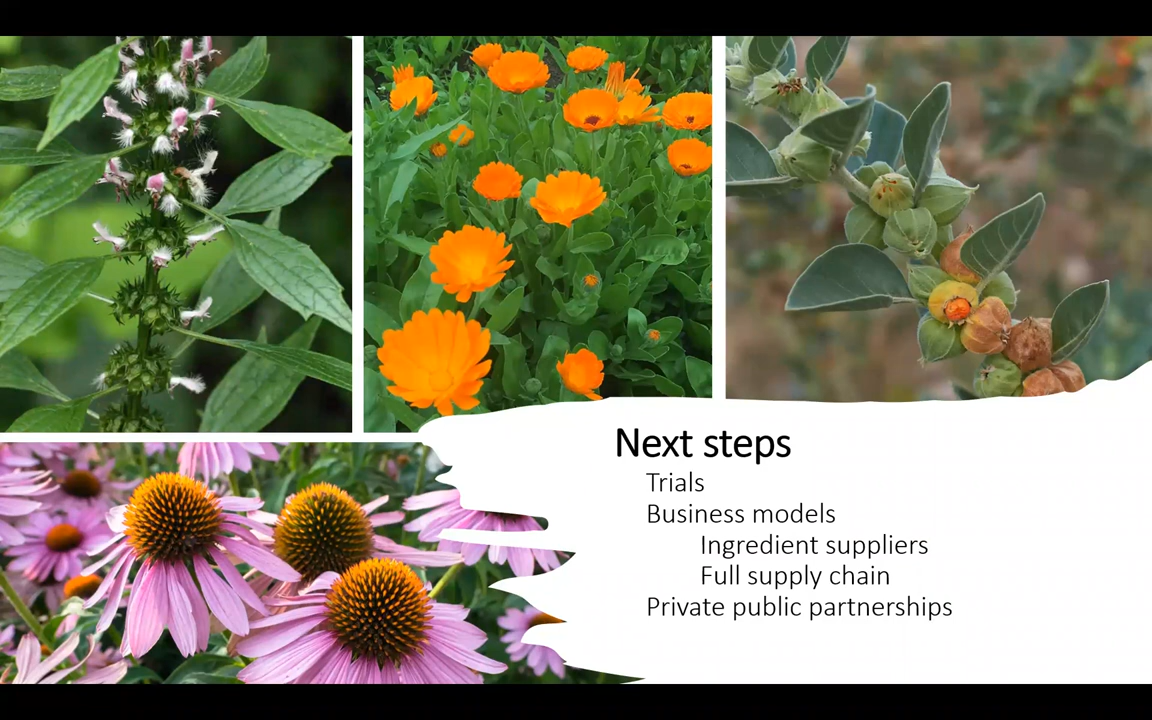 Next steps
Trials
Business models
Ingredient suppliers
Full supply chain
Private public partnerships